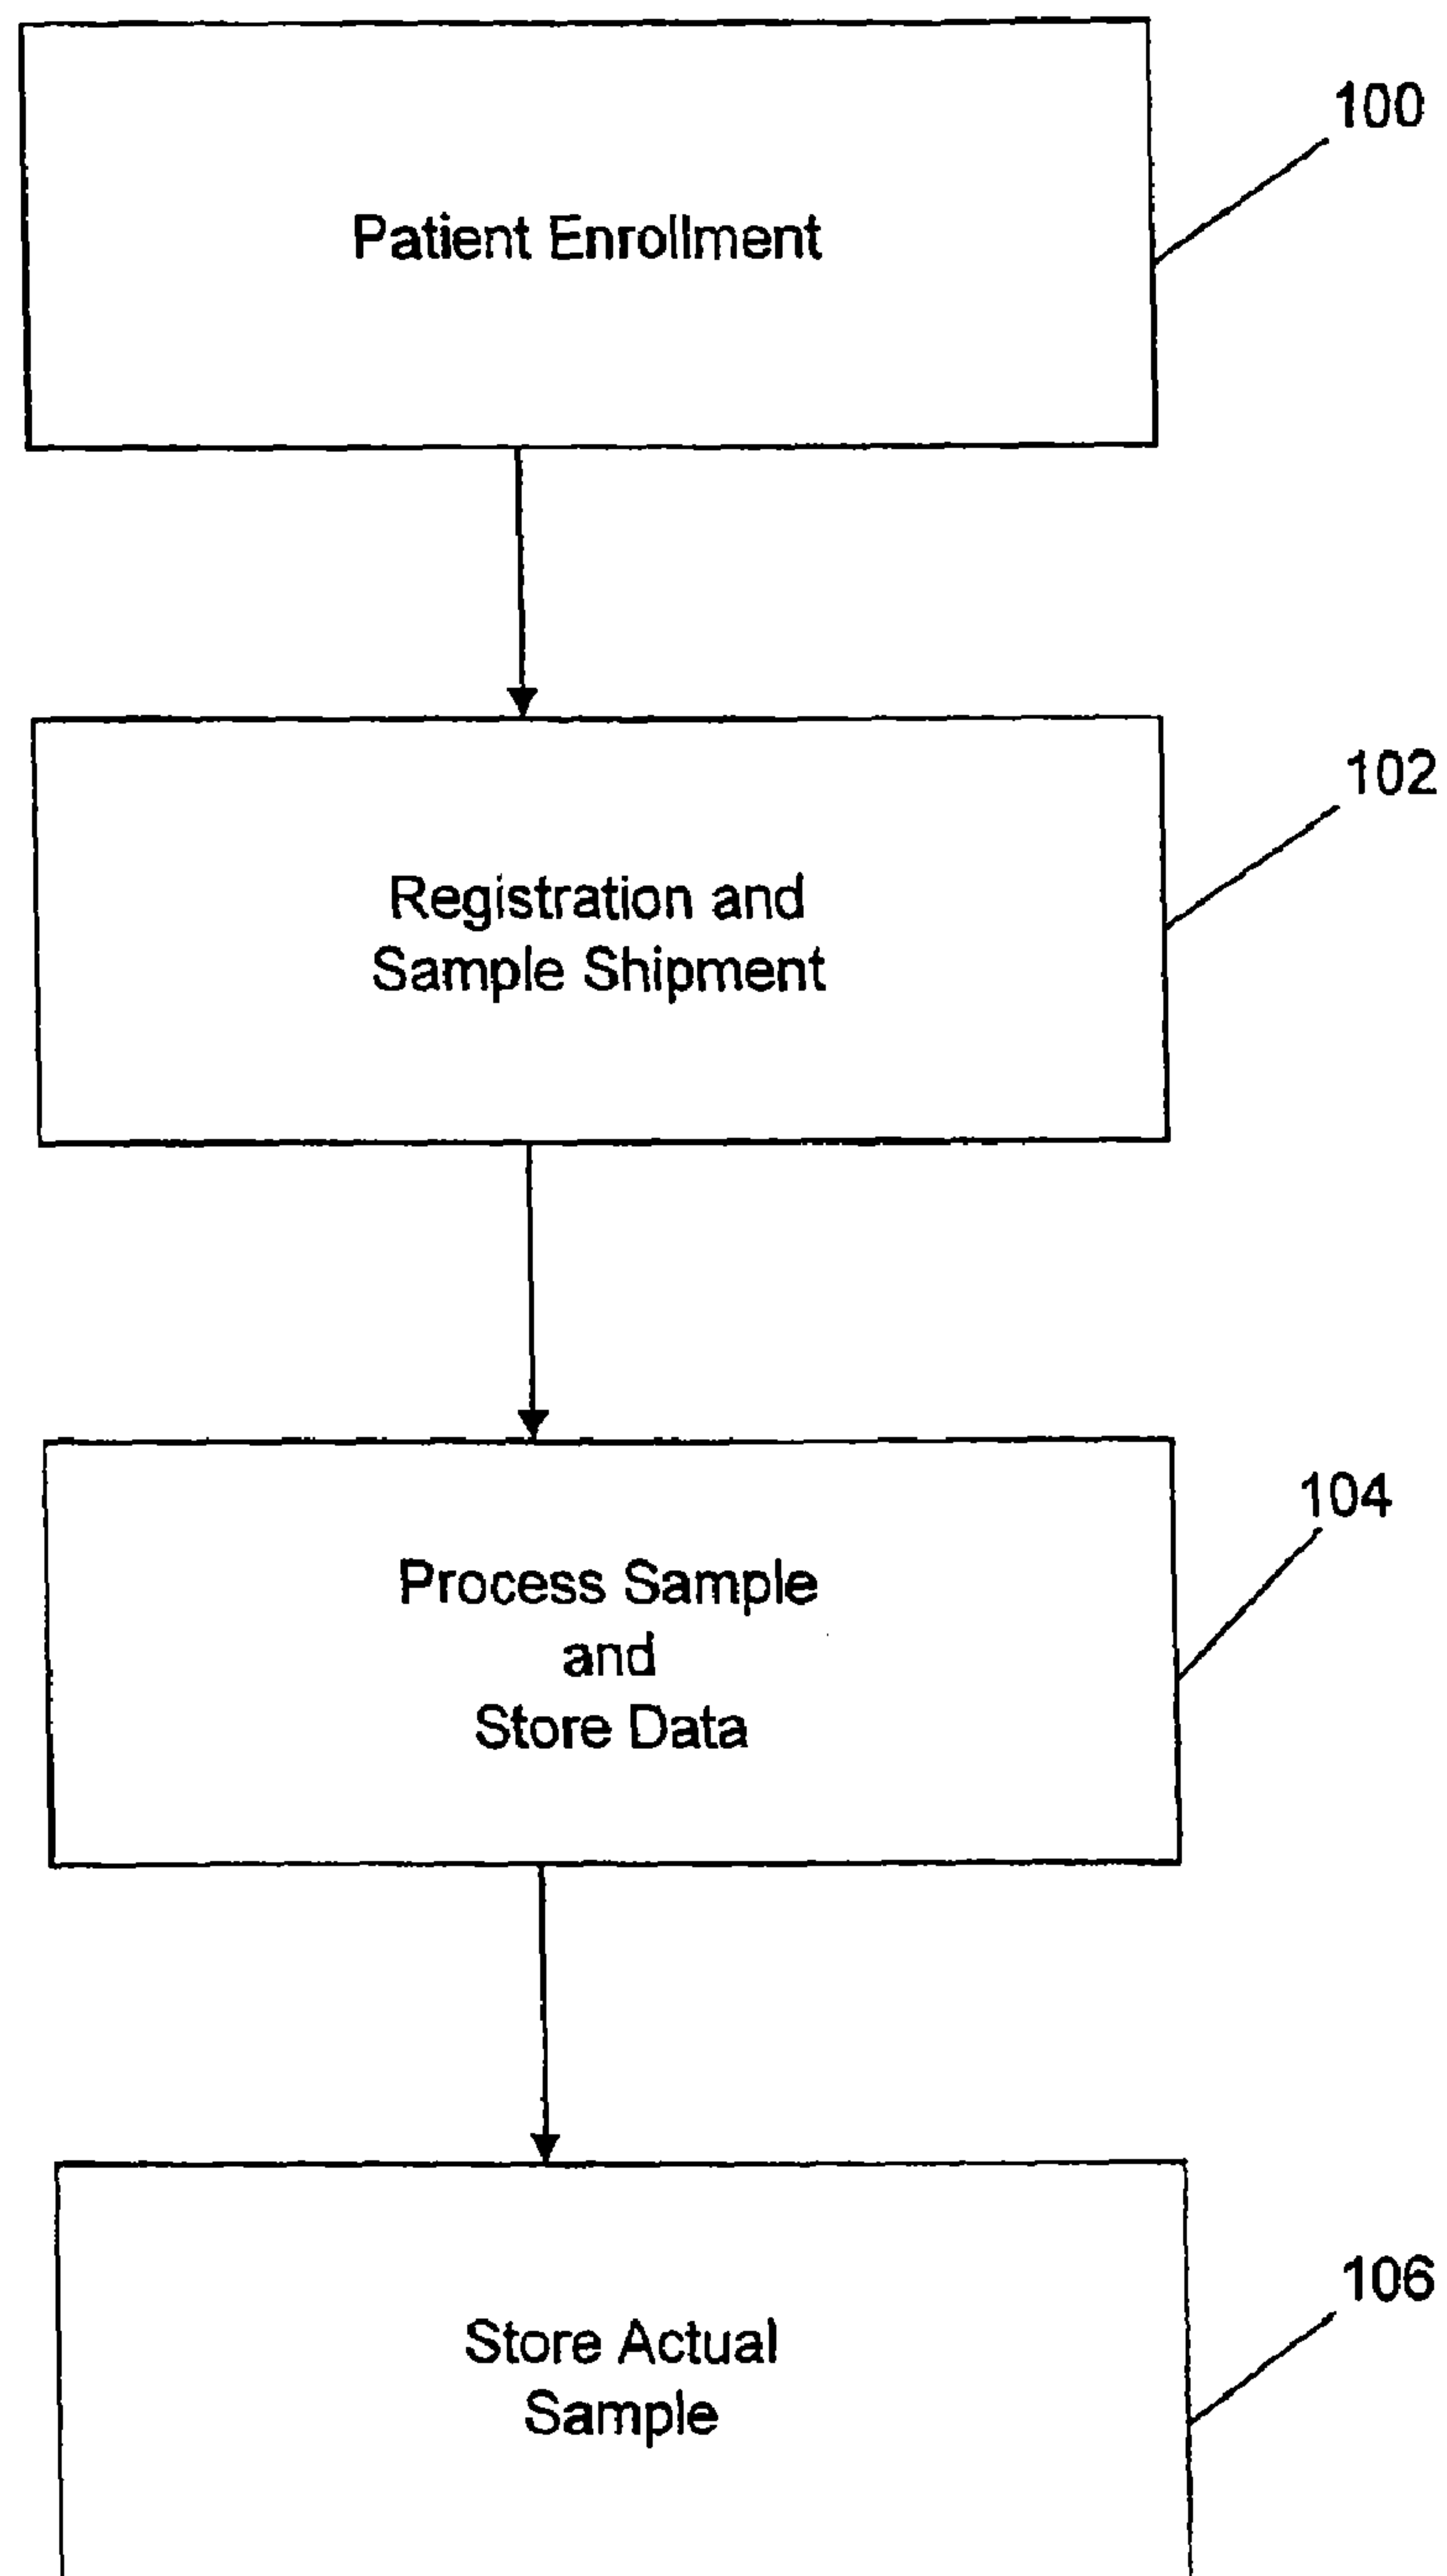 100
Patient Enrollment
102
Registration and
Sample Shipment
104
Process Sample
and
Store Data
106
Store Actual
Sample